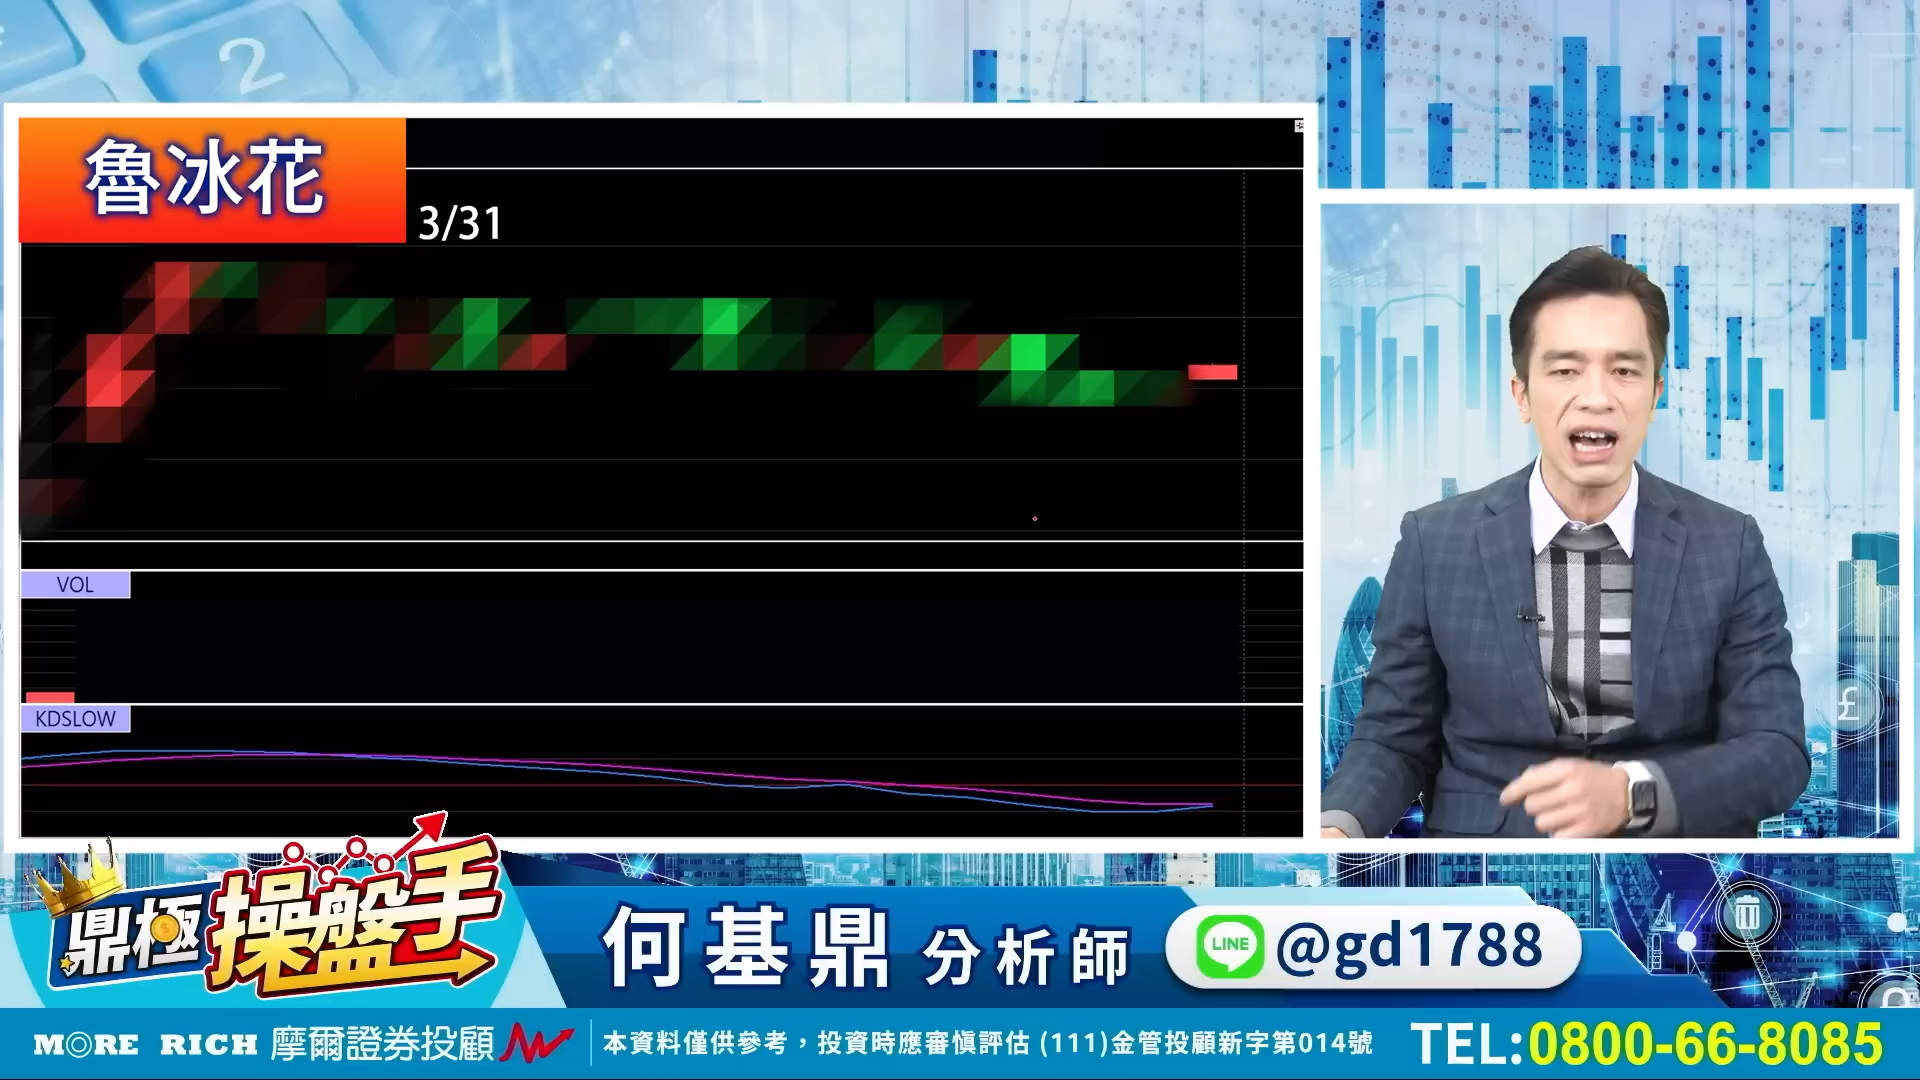 2
魯冰花
3/31
VOL
KDSLOW
£
鼎極操盤手
何基鼎 分析師
LINE @gd1788
MORE RICH 摩爾證券投顧
本資料僅供參考，投資時應審慎評估 (111)金管投顧新字第014號
TEL:0800-66-8085